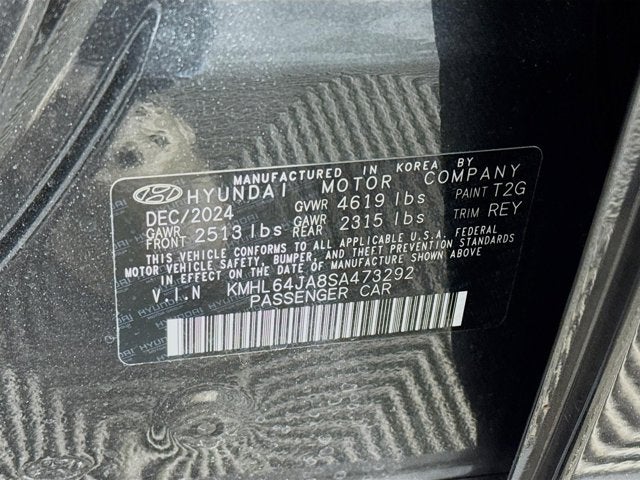 MANUFACTURED IN KOREA BY
HYUNDAI MOTOR COMPANY
DEC/2024 GVWR 4619 lbs PAINT T2G
GAWR FRONT 2513 lbs GAWR REAR 2315 lbs TRIM REY
THIS VEHICLE CONFORMS TO ALL APPLICABLE U.S.A. FEDERAL
MOTOR VEHICLE SAFETY, BUMPER, AND THEFT PREVENTION STANDARDS
IN EFFECT ON THE DATE OF MANUFACTURE SHOWN ABOVE
V.I.N KMHL64JA8SA473292
PASSENGER CAR